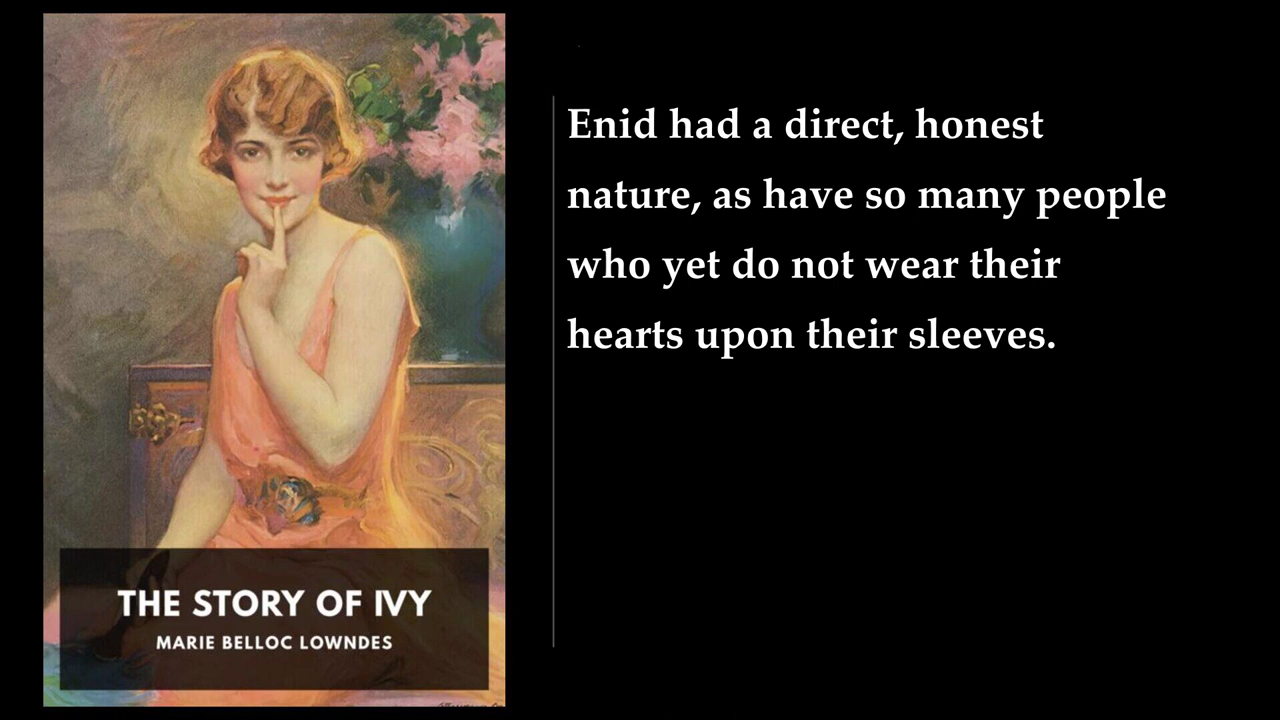 THE STORY OF IVY
MARIE BELLOC LOWNDES
Enid had a direct, honest
nature, as have so many people
who yet do not wear their
hearts upon their sleeves.